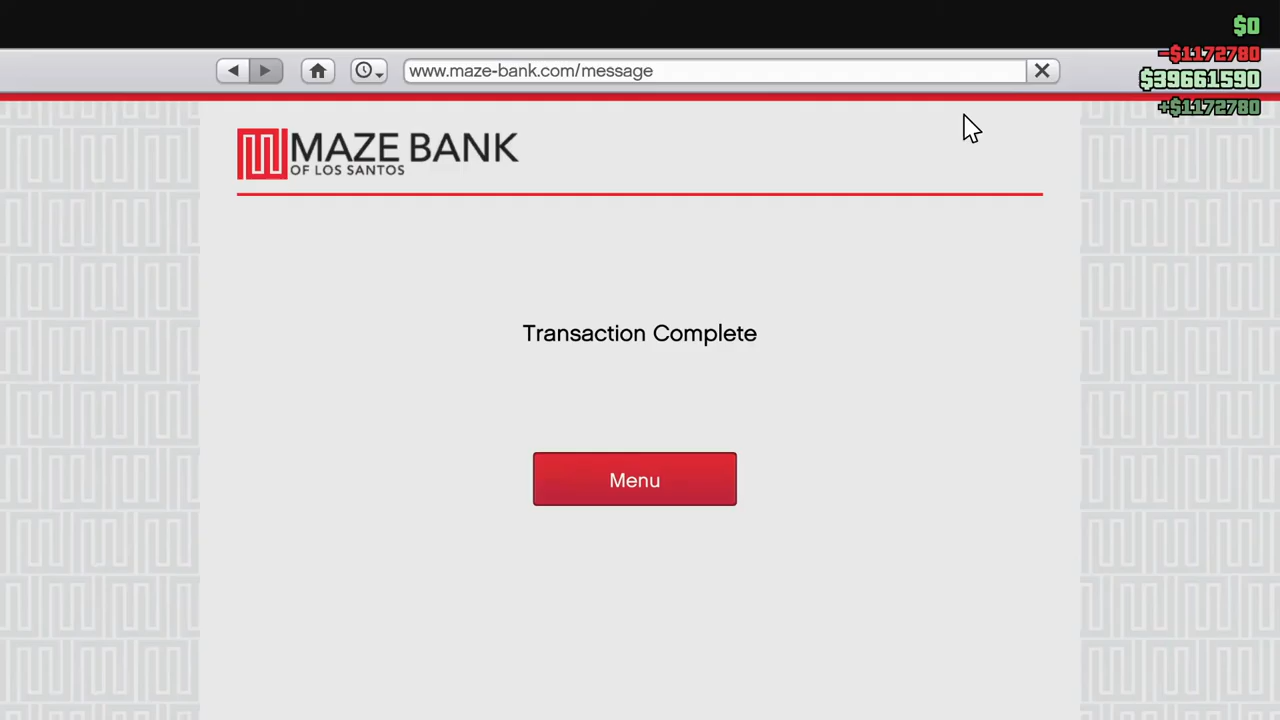 $0
-$1172780
www.maze-bank.com/message
$39661590
+$1172780
MAZE BANK
OF LOS SANTOS
Transaction Complete
Menu